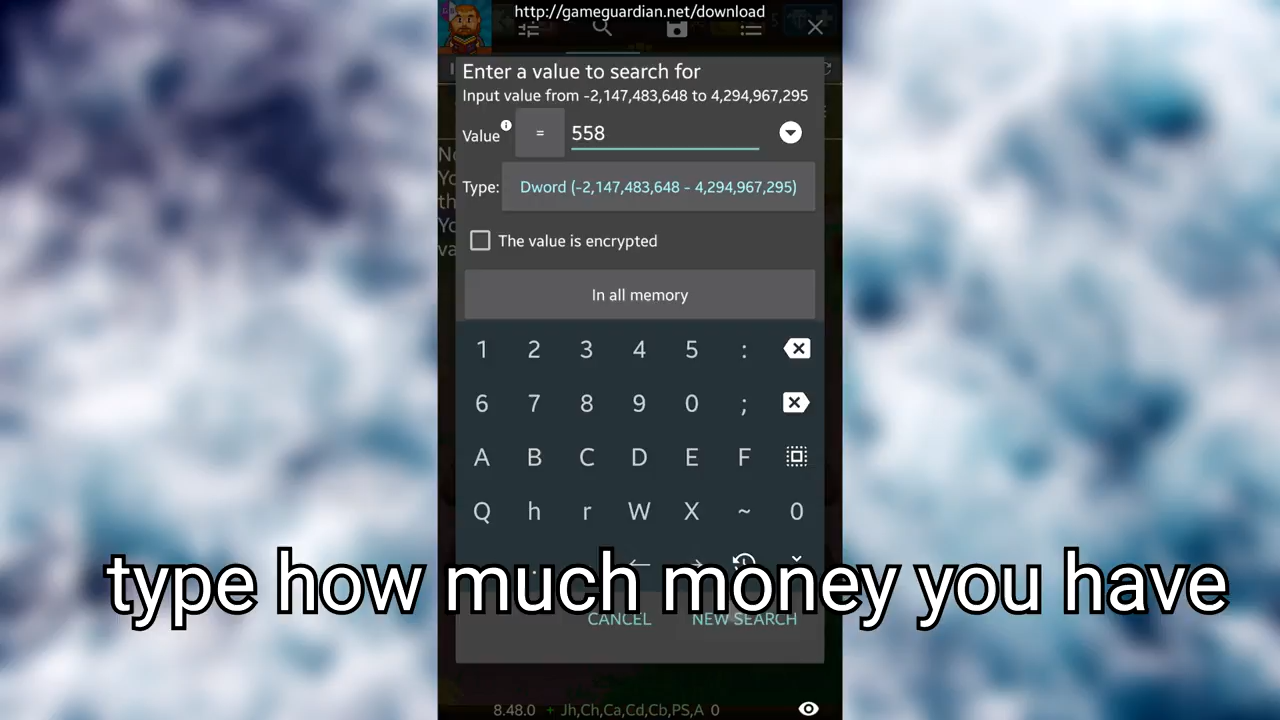 http://gameguardian.net/download
Enter a value to search for
Input value from -2,147,483,648 to 4,294,967,295
Value = 558
Type: Dword (-2,147,483,648 - 4,294,967,295)
The value is encrypted
In all memory
1 2 3 4 5 :
6 7 8 9 0 ;
A B C D E F
Q h r W X ~ 0
type how much money you have
CANCEL NEW SEARCH
8.48.0 + Jh,Ch,Ca,Cd,Cb,PS,A 0